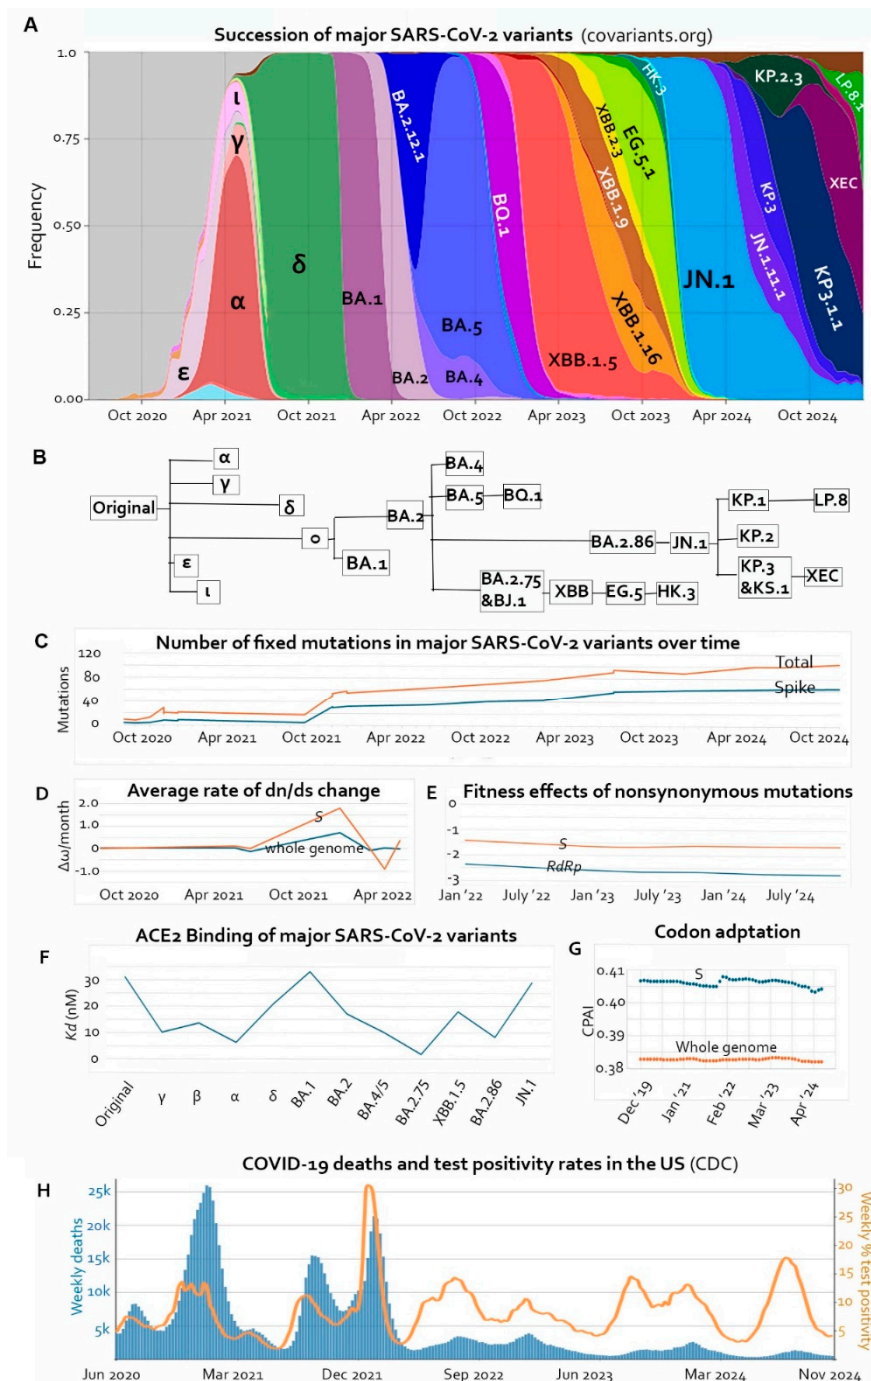 A
Succession of major SARS-CoV-2 variants (covariants.org)
1.0
0.75
0.50
0.25
0.00
Frequency
ι
γ
α
ε
δ
BA.1
BA.2
BA.2.12.1
BA.5
BA.4
BQ.1
XBB.1.5
XBB.2.3
XBB.1.9
XBB.1.16
EG.5.1
HK.3
JN.1
JN.1.11.1
KP.3
KP.2.3
KP3.1.1
XEC
LP.8.1
Oct 2020 Apr 2021 Oct 2021 Apr 2022 Oct 2022 Apr 2023 Oct 2023 Apr 2024 Oct 2024
B
Original
α
γ
δ
ο
ε
ι
BA.1
BA.2
BA.4
BA.5
BQ.1
BA.2.86
JN.1
BA.2.75
&BJ.1
XBB
EG.5
HK.3
KP.1
LP.8
KP.2
KP.3
&KS.1
XEC
C
Number of fixed mutations in major SARS-CoV-2 variants over time
120
80
40
0
Mutations
Total
Spike
Oct 2020 Apr 2021 Oct 2021 Apr 2022 Oct 2022 Apr 2023 Oct 2023 Apr 2024 Oct 2024
D
Average rate of dn/ds change
2.0
1.0
0
-1.0
Δω/month
S
whole genome
Oct 2020 Apr 2021 Oct 2021 Apr 2022
E
Fitness effects of nonsynonymous mutations
0
-1
-2
-3
S
RdRp
Jan '22 July '22 Jan '23 July '23 Jan '24 July '24
F
ACE2 Binding of major SARS-CoV-2 variants
30
20
10
0
Kd (nM)
Original γ β α δ BA.1 BA.2 BA.4/5 BA.2.75 XBB.1.5 BA.2.86 JN.1
G
Codon adptation
0.41
0.40
0.39
0.38
CPAI
S
Whole genome
Dec '19 Jan '21 Feb '22 Mar '23 Apr '24
H
COVID-19 deaths and test positivity rates in the US (CDC)
25k
20k
15k
10k
5k
Weekly deaths
30
25
20
15
10
5
Weekly % test positivity
Jun 2020 Mar 2021 Dec 2021 Sep 2022 Jun 2023 Mar 2024 Nov 2024